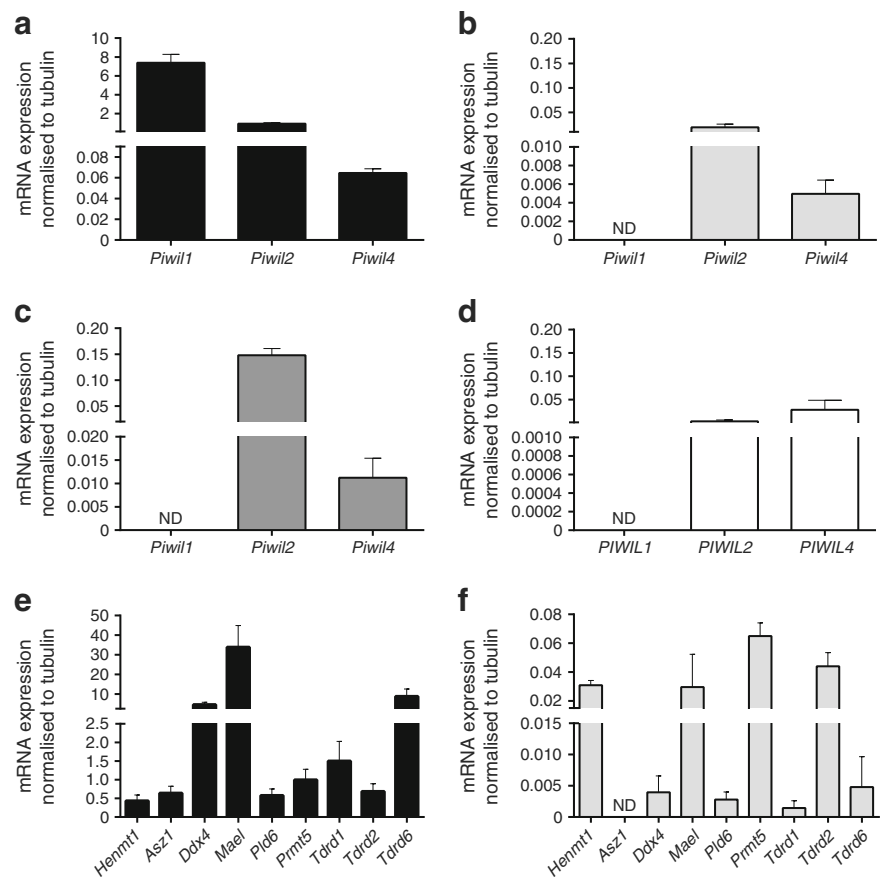 a
mRNA expression
normalised to tubulin
10
8
6
4
2
0.08
0.06
0.04
0.02
0
Piwil1 Piwil2 Piwil4
b
mRNA expression
normalised to tubulin
0.20
0.15
0.10
0.05
0.010
0.008
0.006
0.004
0.002
0
ND
Piwil1 Piwil2 Piwil4
c
mRNA expression
normalised to tubulin
0.20
0.15
0.10
0.05
0.020
0.015
0.010
0.005
0
ND
Piwil1 Piwil2 Piwil4
d
mRNA expression
normalised to tubulin
0.20
0.15
0.10
0.05
0.0010
0.0008
0.0006
0.0004
0.0002
0
ND
PIWIL1 PIWIL2 PIWIL4
e
mRNA expression
normalised to tubulin
50
40
30
20
10
2.5
2.0
1.5
1.0
0.5
0
Henmt1 Asz1 Ddx4 Mael Pld6 Prmt5 Tdrd1 Tdrd2 Tdrd6
f
mRNA expression
normalised to tubulin
0.08
0.06
0.04
0.02
0.015
0.010
0.005
0
ND
Henmt1 Asz1 Ddx4 Mael Pld6 Prmt5 Tdrd1 Tdrd2 Tdrd6